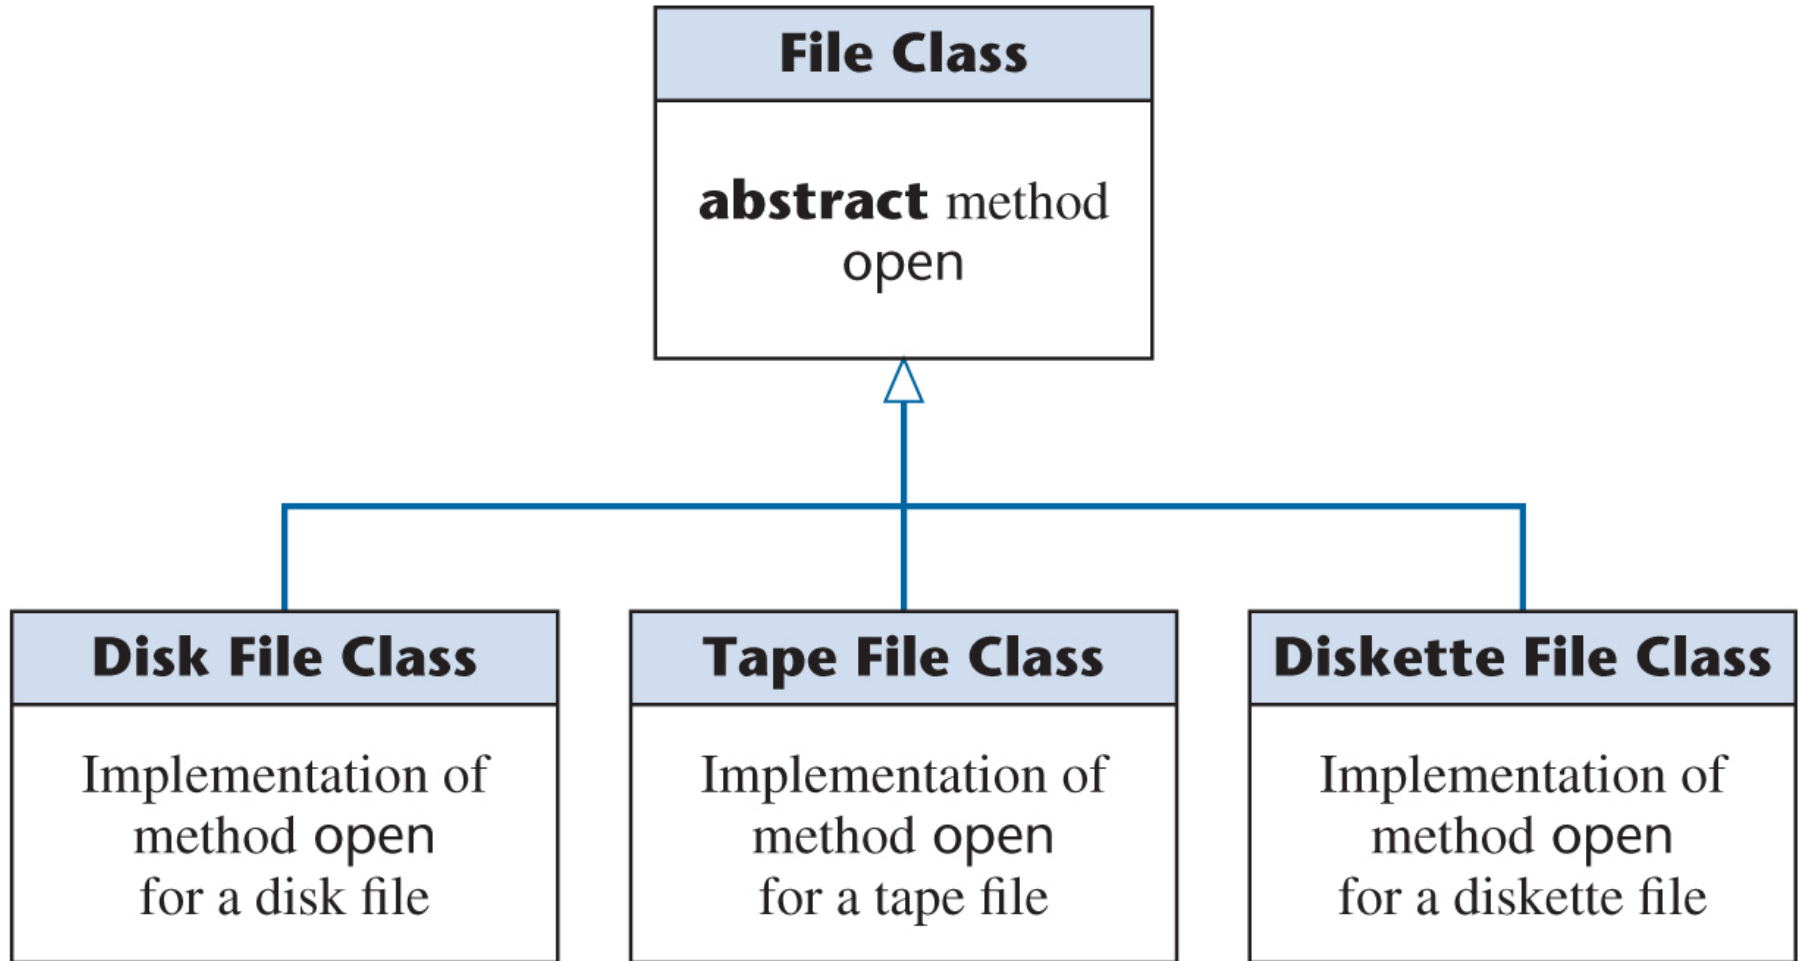 File Class
abstract method
open
Disk File Class
Implementation of
method open
for a disk file
Tape File Class
Implementation of
method open
for a tape file
Diskette File Class
Implementation of
method open
for a diskette file